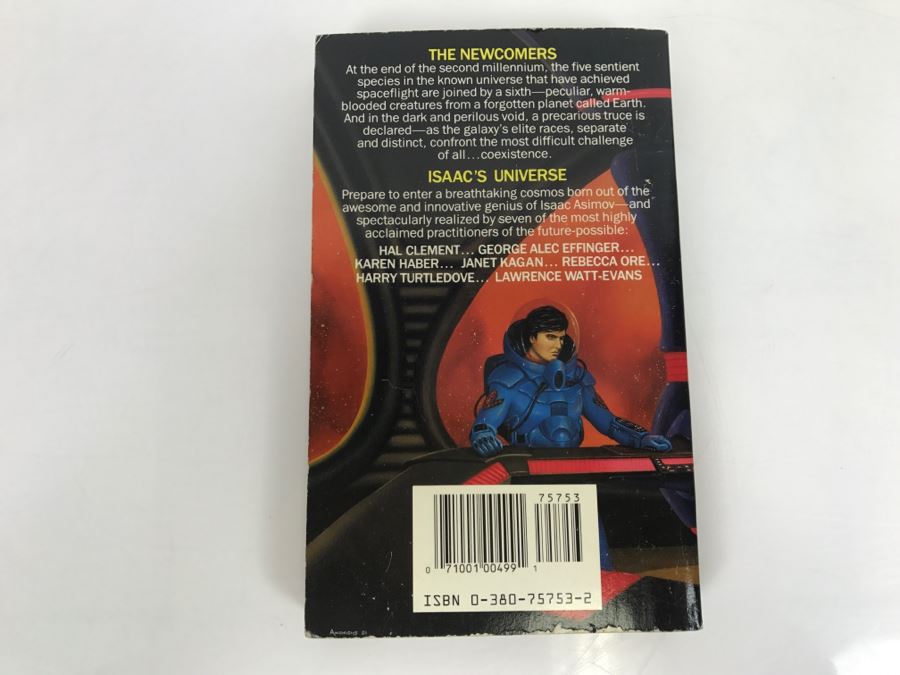 THE NEWCOMERS
At the end of the second millennium, the five sentient
species in the known universe that have achieved
spaceflight are joined by a sixth—peculiar, warm-
blooded creatures from a forgotten planet called Earth.
And in the dark and perilous void, a precarious truce is
declared—as the galaxy's elite races, separate
and distinct, confront the most difficult challenge
of all...coexistence.
ISAAC'S UNIVERSE
Prepare to enter a breathtaking cosmos born out of the
awesome and innovative genius of Isaac Asimov—and
spectacularly realized by seven of the most highly
acclaimed practitioners of the future-possible:
HAL CLEMENT... GEORGE ALEC EFFINGER...
KAREN HABER... JANET KAGAN... REBECCA ORE...
HARRY TURTLEDOVE... LAWRENCE WATT-EVANS
75753
0 71001 00499 1
ISBN 0-380-75753-2